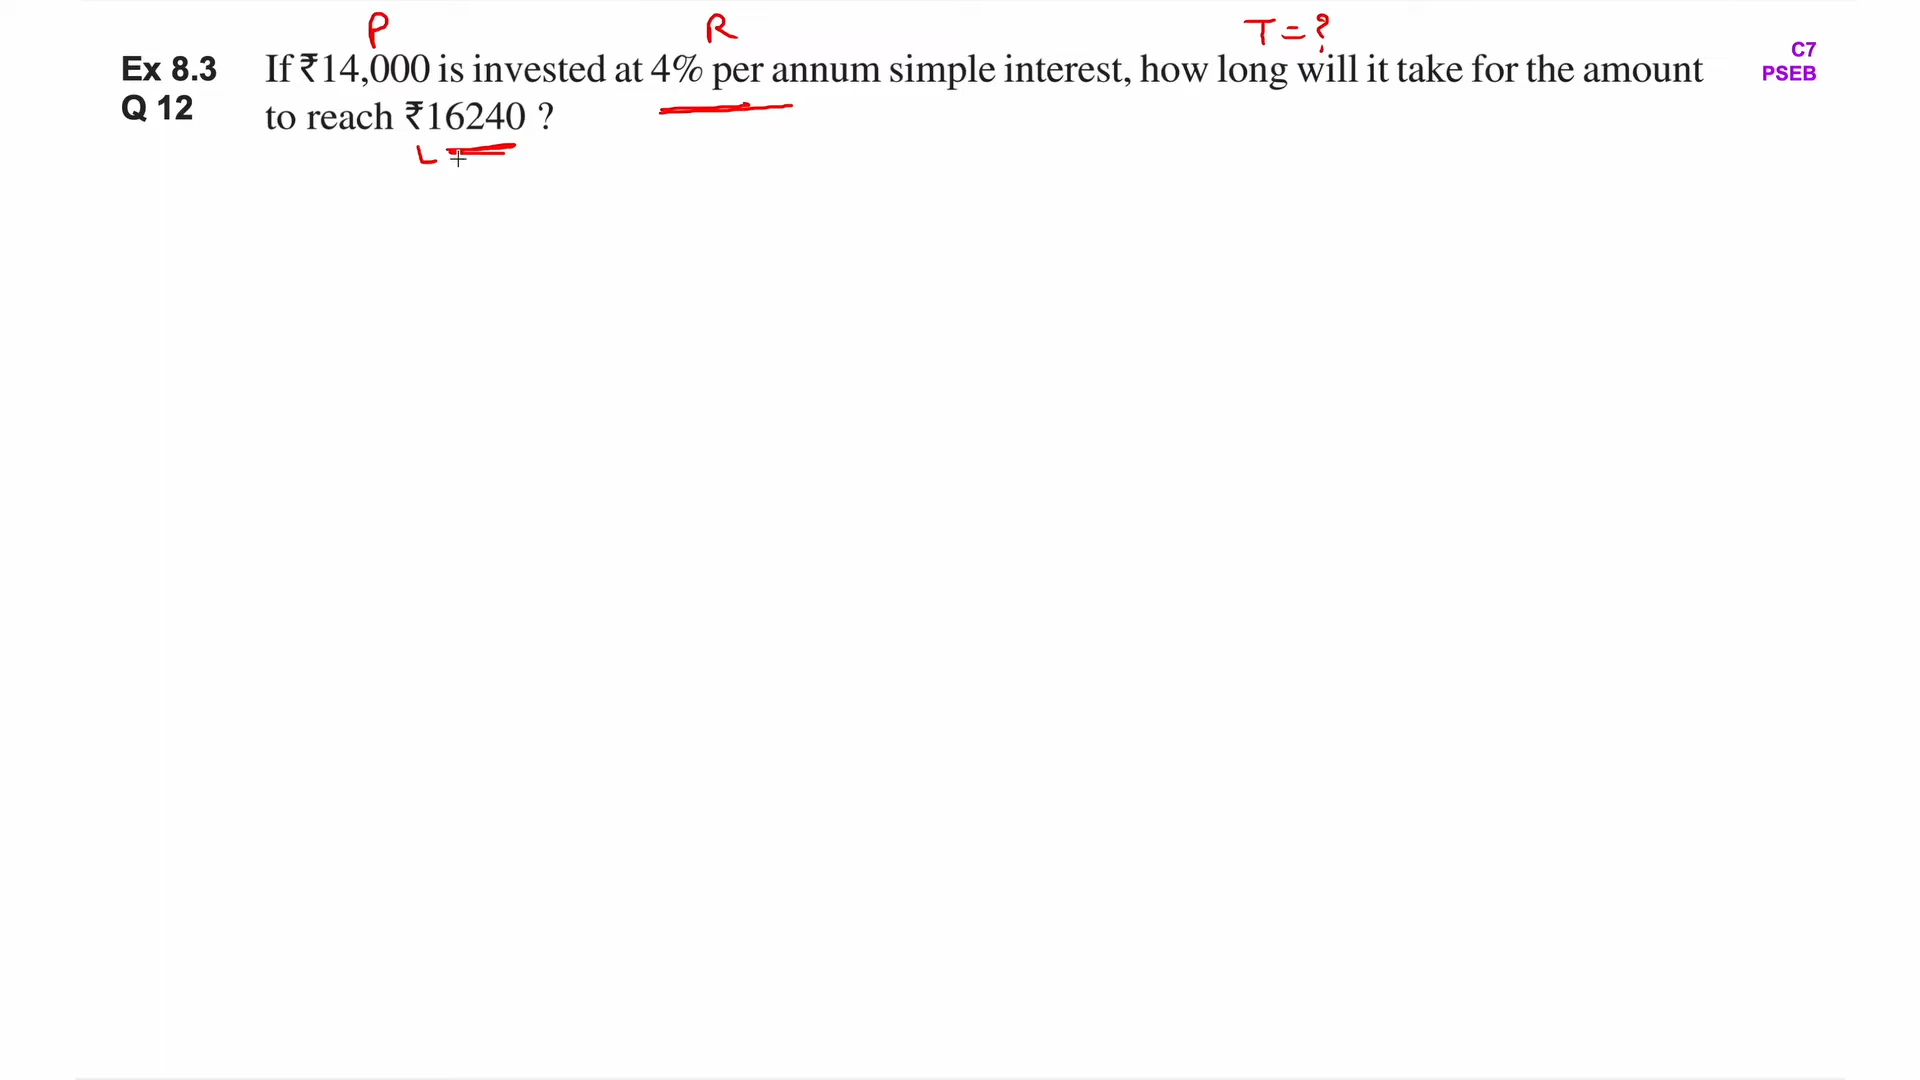 P R T = ?
Ex 8.3 If ₹14,000 is invested at 4% per annum simple interest, how long will it take for the amount C7
Q 12 to reach ₹16240 ? PSEB
L